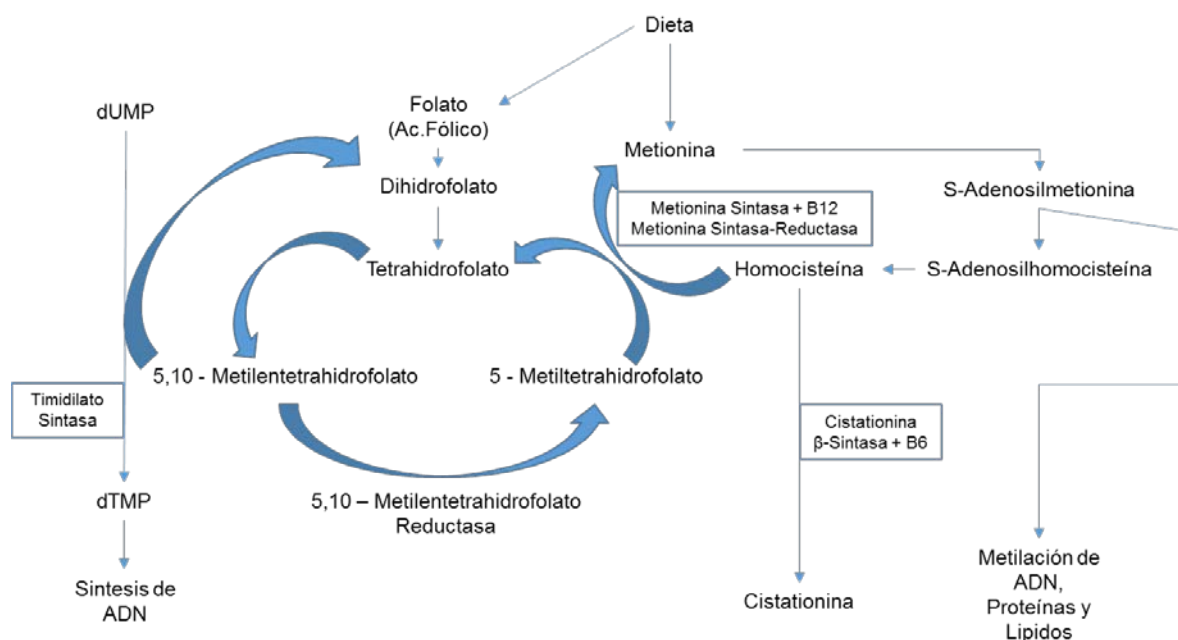 Dieta
dUMP
Folato
(Ac.Fólico)
Metionina
Dihidrofolato
S-Adenosilmetionina
Metionina Sintasa + B12
Metionina Sintasa-Reductasa
Tetrahidrofolato
Homocisteína
S-Adenosilhomocisteína
5,10 - Metilentetrahidrofolato
5 - Metiltetrahidrofolato
Timidilato
Sintasa
Cistationina
β-Sintasa + B6
dTMP
5,10 – Metilentetrahidrofolato
Reductasa
Sintesis de
ADN
Cistationina
Metilación de
ADN,
Proteínas y
Lipidos